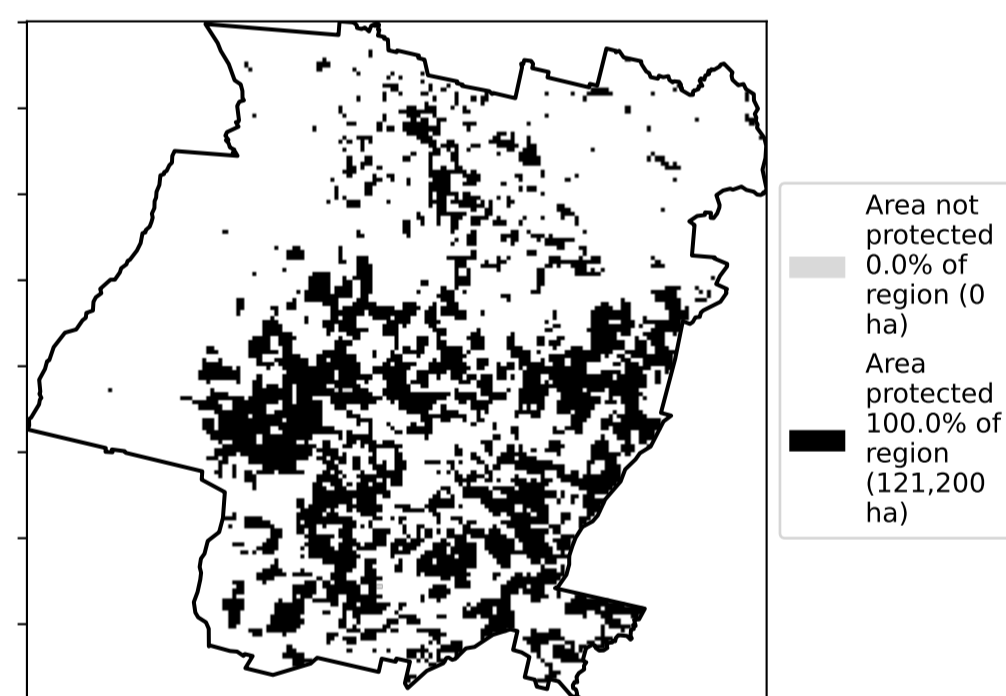 Area not
protected
0.0% of
region (0
ha)
Area
protected
100.0% of
region
(121,200
ha)